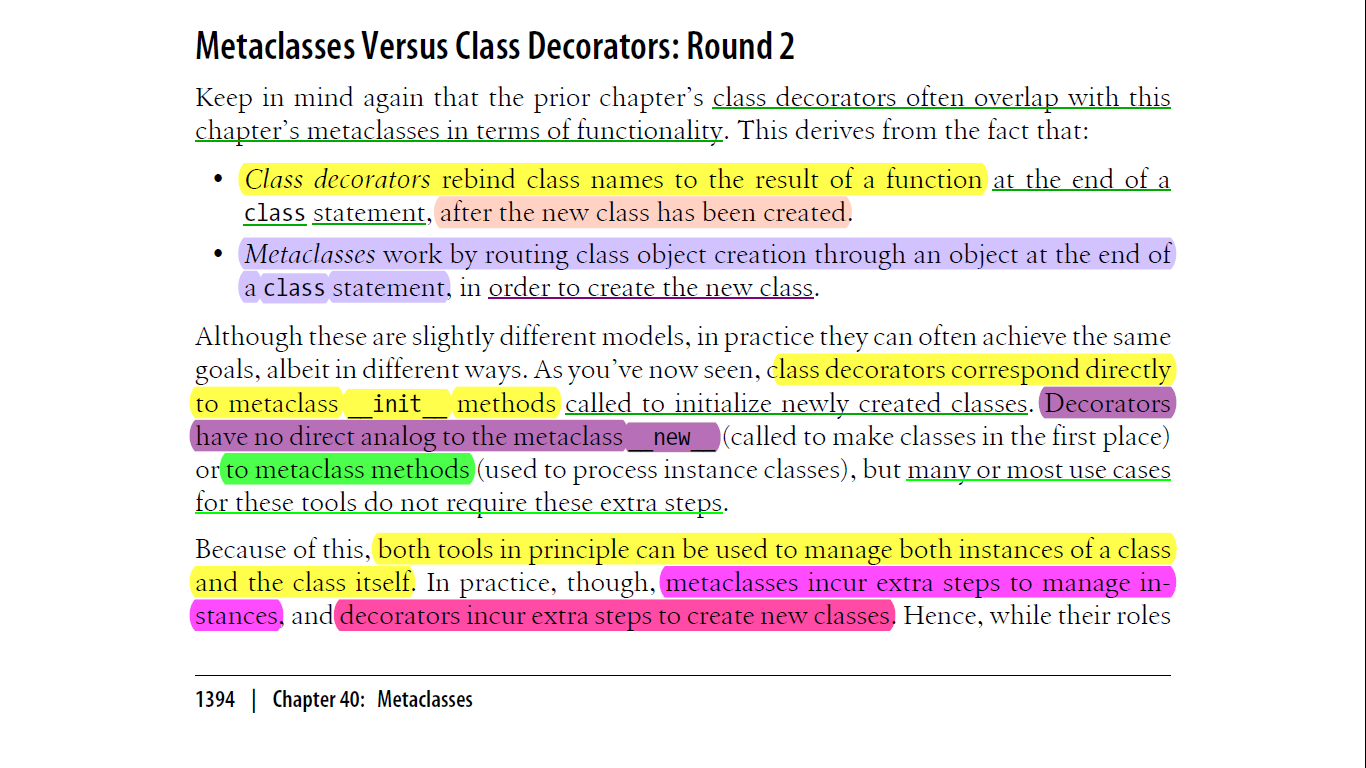 Metaclasses Versus Class Decorators: Round 2
Keep in mind again that the prior chapter’s class decorators often overlap with this
chapter’s metaclasses in terms of functionality. This derives from the fact that:
• Class decorators rebind class names to the result of a function at the end of a
class statement, after the new class has been created.
• Metaclasses work by routing class object creation through an object at the end of
a class statement, in order to create the new class.
Although these are slightly different models, in practice they can often achieve the same
goals, albeit in different ways. As you’ve now seen, class decorators correspond directly
to metaclass __init__ methods called to initialize newly created classes. Decorators
have no direct analog to the metaclass __new__ (called to make classes in the first place)
or to metaclass methods (used to process instance classes), but many or most use cases
for these tools do not require these extra steps.
Because of this, both tools in principle can be used to manage both instances of a class
and the class itself. In practice, though, metaclasses incur extra steps to manage in-
stances, and decorators incur extra steps to create new classes. Hence, while their roles
1394 | Chapter 40: Metaclasses